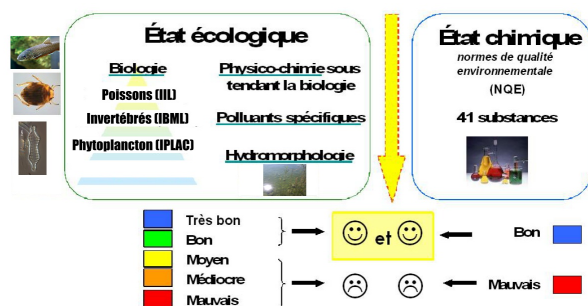 État écologique
Biologie
Poissons (IIL)
Invertébrés (IBML)
Phytoplancton (IPLAC)
Physico-chimie sous
tendant la biologie
Polluants spécifiques
Hydromorphologie
État chimique
normes de qualité
environnementale
(NQE)
41 substances
Très bon
Bon
Moyen
Médiocre
Mauvais
et
Bon
Mauvais